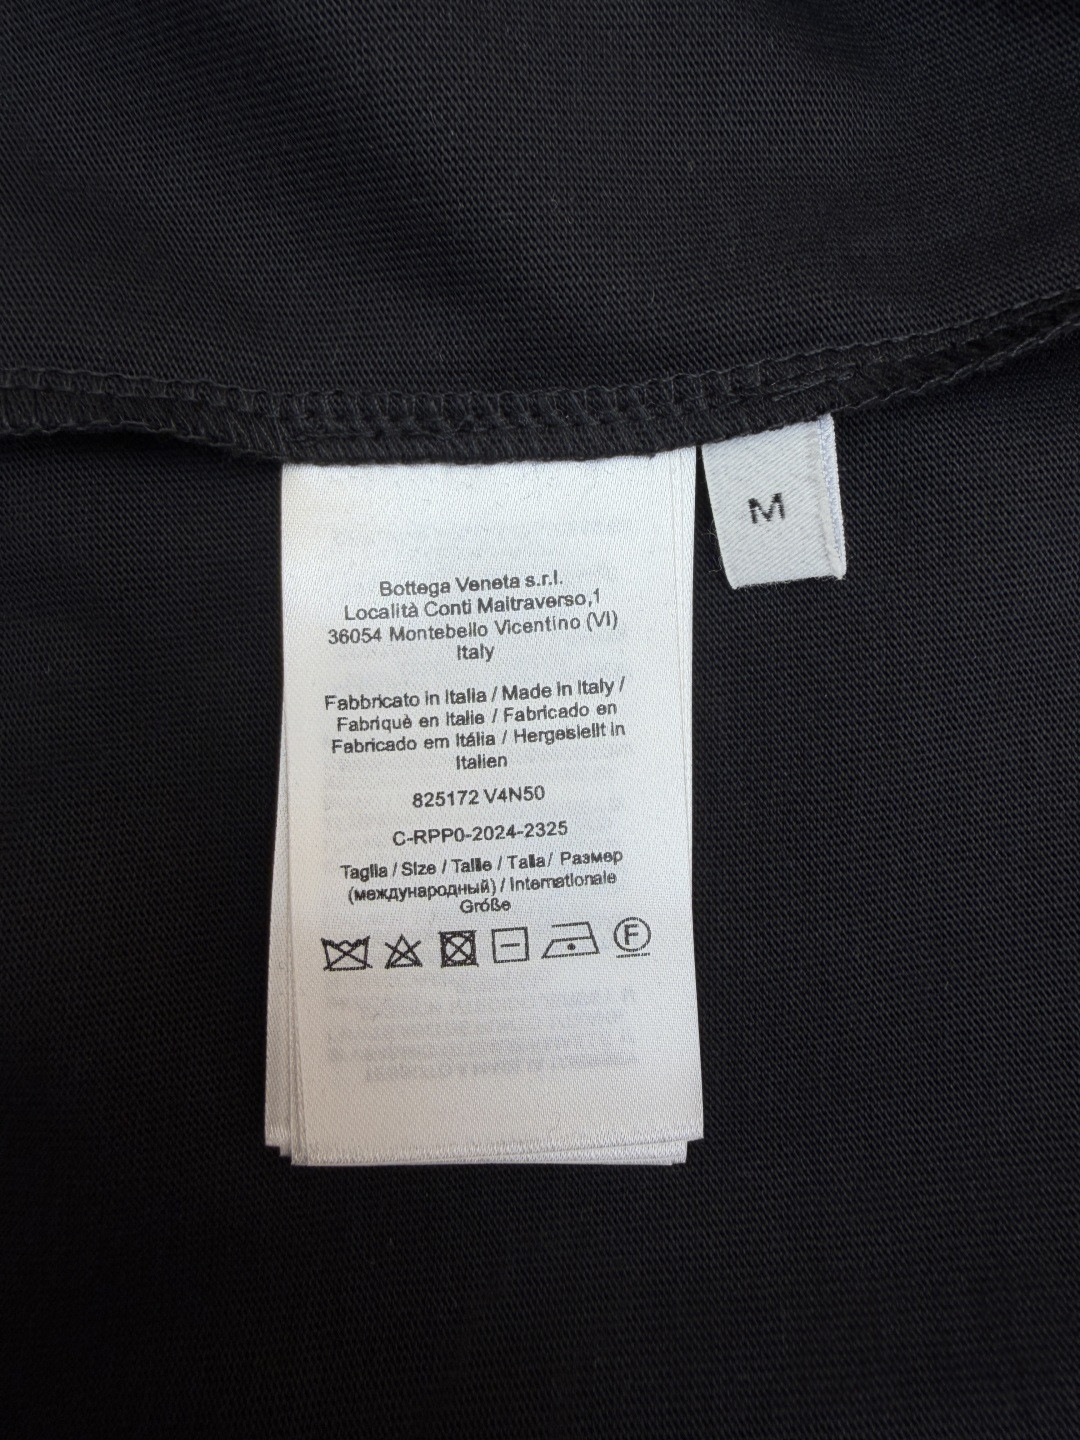 M
Bottega Veneta s.r.l.
Località Conti Maltraverso,1
36054 Montebello Vicentino (VI)
Italy
Fabbricato in Italia / Made in Italy /
Fabriquè en Italie / Fabricado en
Fabricado em Itália / Hergesiellt in
Italien
825172 V4N50
C-RPP0-2024-2325
Taglia / Size / Taille / Talla/ Размер
(международный) / Internationale
Gróße
F